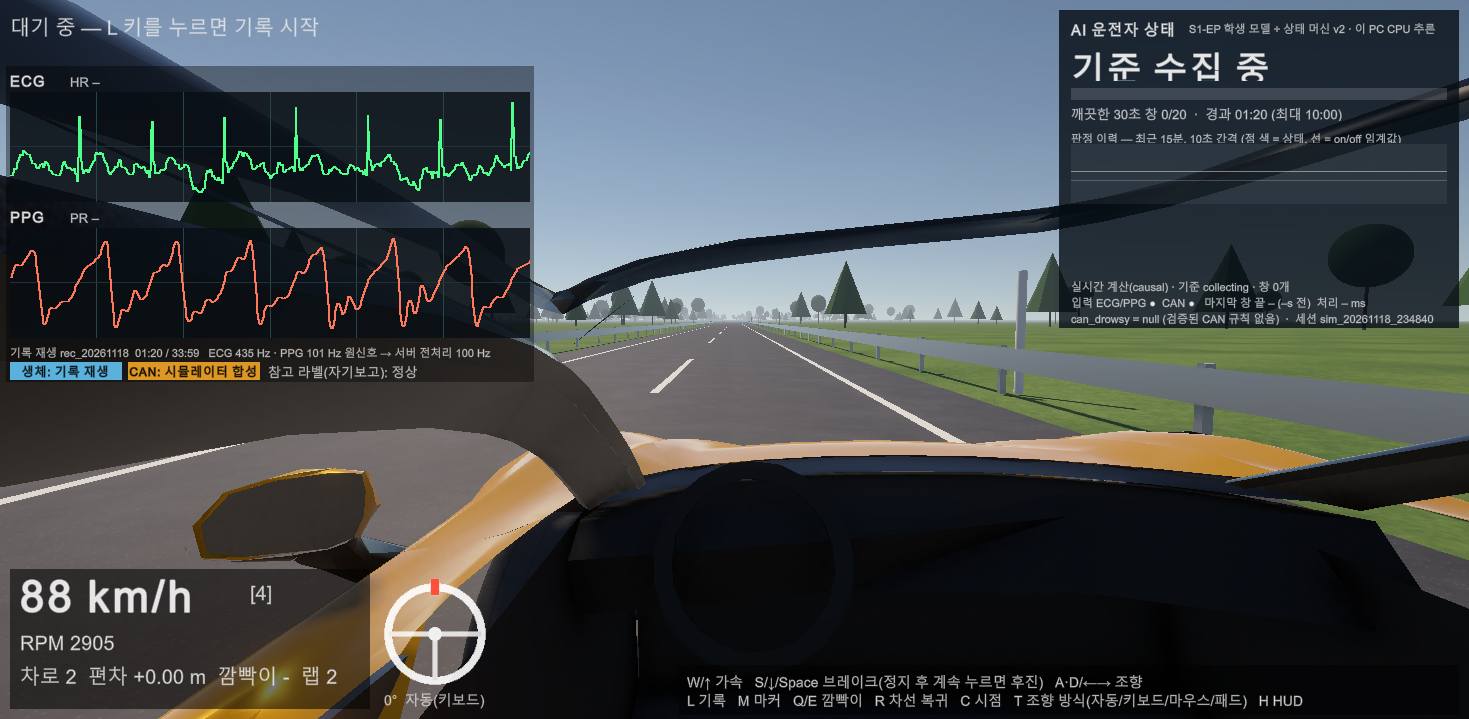 대기 중 — L 키를 누르면 기록 시작
ECG HR –
PPG PR –
기록 재생 rec_20261118 01:20 / 33:59 ECG 435 Hz · PPG 101 Hz 원신호 → 서버 전처리 100 Hz
생체: 기록 재생 CAN: 시뮬레이터 합성 참고 라벨(자기보고): 정상
AI 운전자 상태 S1-EP 학생 모델 + 상태 머신 v2 · 이 PC CPU 추론
기준 수집 중
깨끗한 30초 창 0/20 · 경과 01:20 (최대 10:00)
판정 이력 — 최근 15분, 10초 간격 (점 색 = 상태, 선 = on/off 임계값)
실시간 계산(causal) · 기준 collecting · 창 0개
입력 ECG/PPG ● CAN ● 마지막 창 끝 – (–s 전) 처리 – ms
can_drowsy = null (검증된 CAN 규칙 없음) · 세션 sim_20261118_234840
88 km/h [4]
RPM 2905
차로 2 편차 +0.00 m 깜빡이 - 랩 2
0° 자동(키보드)
W/↑ 가속 S/↓/Space 브레이크(정지 후 계속 누르면 후진) A·D/←→ 조향
L 기록 M 마커 Q/E 깜빡이 R 차선 복귀 C 시점 T 조향 방식(자동/키보드/마우스/패드) H HUD